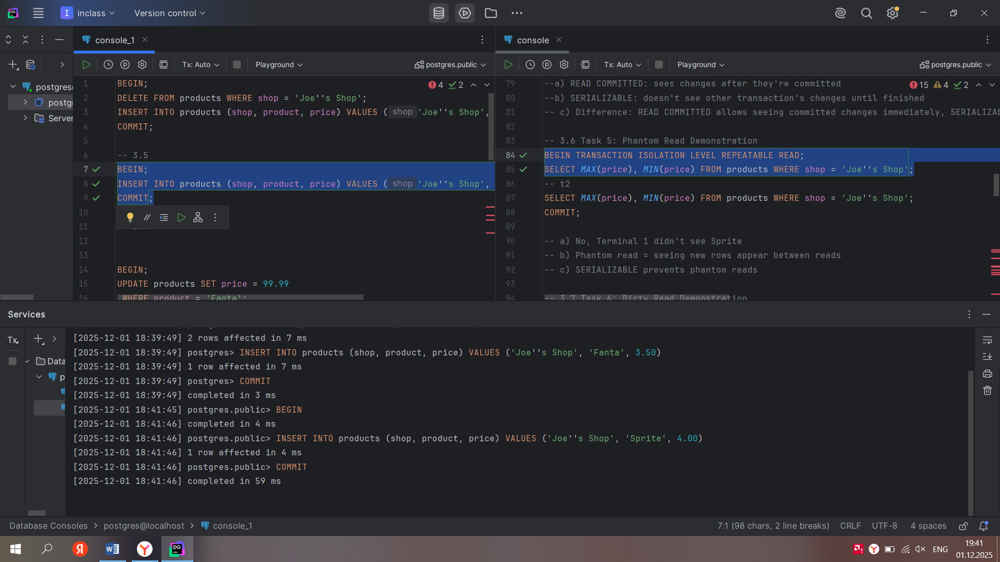 DG
I inclass
Version control
console_1
console
Tx: Auto
Playground
postgres.public
Tx: Auto
Playground
postgres.public
postgres
postg
Server
1 BEGIN;
2 DELETE FROM products WHERE shop = 'Joe''s Shop';
3 INSERT INTO products (shop, product, price) VALUES ( shop 'Joe''s Shop',
4 COMMIT;
5
6 -- 3.5
7 BEGIN;
8 INSERT INTO products (shop, product, price) VALUES ( shop 'Joe''s Shop',
9 COMMIT;
10
11
12
13
14 BEGIN;
15 UPDATE products SET price = 99.99
16 WHERE product = 'Fanta';
4 2
79 --a) READ COMMITTED: sees changes after they're committed
80 --b) SERIALIZABLE: doesn't see other transaction's changes until finished
81 -- c) Difference: READ COMMITTED allows seeing committed changes immediately, SERIALIZAB
82
83 -- 3.6 Task 5: Phantom Read Demonstration
84 BEGIN TRANSACTION ISOLATION LEVEL REPEATABLE READ;
85 SELECT MAX(price), MIN(price) FROM products WHERE shop = 'Joe''s Shop';
86 -- t2
87 SELECT MAX(price), MIN(price) FROM products WHERE shop = 'Joe''s Shop';
88 COMMIT;
89
90 -- a) No, Terminal 1 didn't see Sprite
91 -- b) Phantom read = seeing new rows appear between reads
92 -- c) SERIALIZABLE prevents phantom reads
93
94 -- 3.7 Task 6: Dirty Read Demonstration
15 4 2
Services
Tx
Data
p
[2025-12-01 18:39:49] 2 rows affected in 7 ms
[2025-12-01 18:39:49] postgres> INSERT INTO products (shop, product, price) VALUES ('Joe''s Shop', 'Fanta', 3.50)
[2025-12-01 18:39:49] 1 row affected in 7 ms
[2025-12-01 18:39:49] postgres> COMMIT
[2025-12-01 18:39:49] completed in 3 ms
[2025-12-01 18:41:45] postgres.public> BEGIN
[2025-12-01 18:41:46] completed in 4 ms
[2025-12-01 18:41:46] postgres.public> INSERT INTO products (shop, product, price) VALUES ('Joe''s Shop', 'Sprite', 4.00)
[2025-12-01 18:41:46] 1 row affected in 4 ms
[2025-12-01 18:41:46] postgres.public> COMMIT
[2025-12-01 18:41:46] completed in 59 ms
Database Consoles > postgres@localhost > console_1
7:1 (98 chars, 2 line breaks) CRLF UTF-8 4 spaces
Я
W
Y
DG
ENG
19:41
01.12.2025